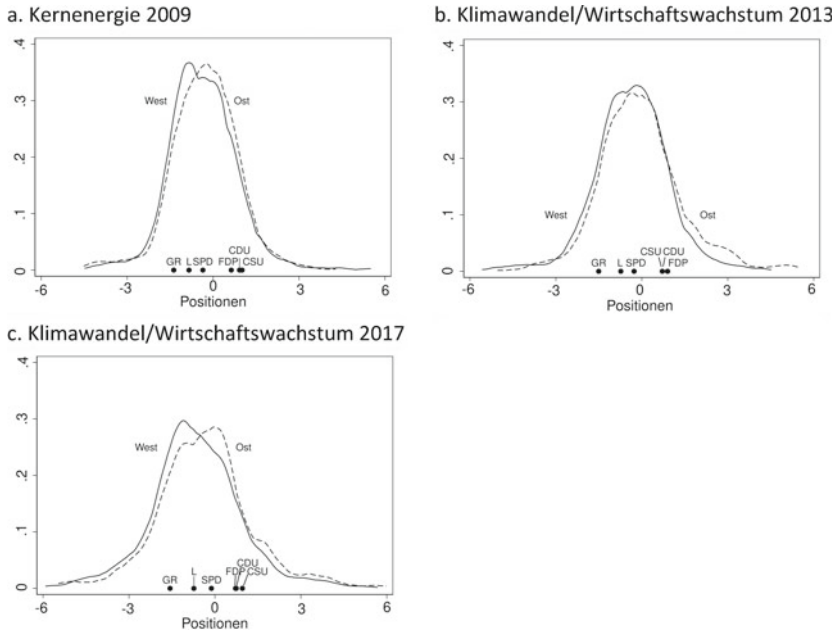 a. Kernenergie 2009
.4
.3
.2
.1
0
West
Ost
CDU
GR L SPD FDP CSU
-6 -3 0 3 6
Positionen
b. Klimawandel/Wirtschaftswachstum 2013
.4
.3
.2
.1
0
West
Ost
CSU CDU
GR L SPD FDP
-6 -3 0 3 6
Positionen
c. Klimawandel/Wirtschaftswachstum 2017
.4
.3
.2
.1
0
West
Ost
CDU
L FDP CSU
GR SPD
-6 -3 0 3 6
Positionen